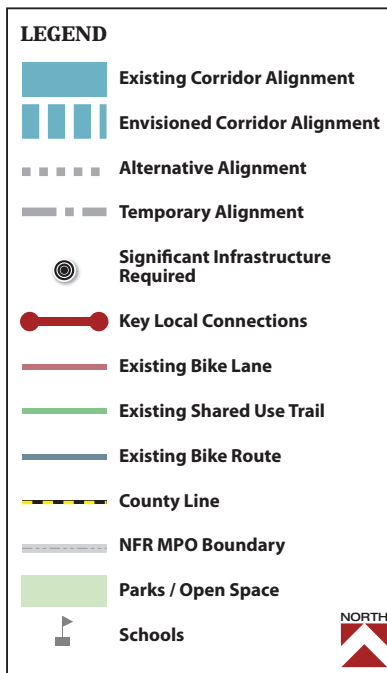 LEGEND
Existing Corridor Alignment
Envisioned Corridor Alignment
Alternative Alignment
Temporary Alignment
Significant Infrastructure
Required
Key Local Connections
Existing Bike Lane
Existing Shared Use Trail
Existing Bike Route
County Line
NFR MPO Boundary
Parks / Open Space
Schools
NORTH